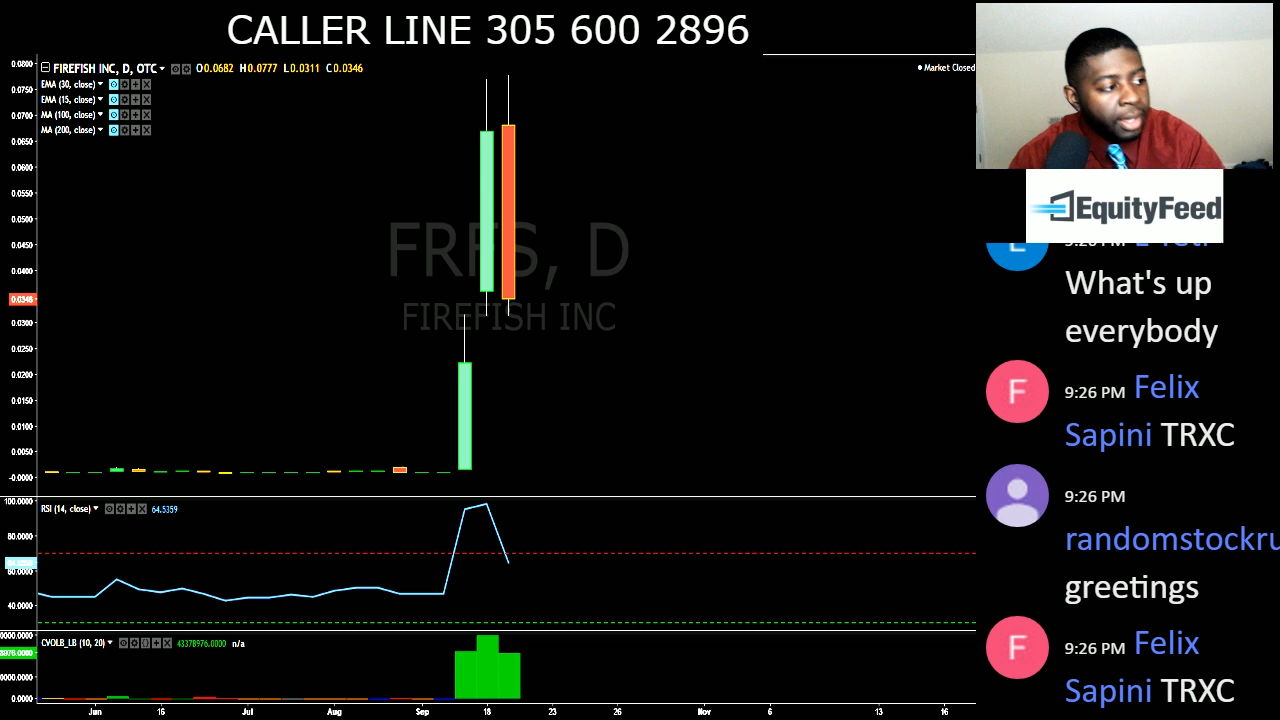 CALLER LINE 305 600 2896
FIREFISH INC, D, OTC O0.0682 H0.0777 L0.0311 C0.0346
Market Closed
EMA (30, close)
EMA (15, close)
MA (100, close)
MA (200, close)
0.0800
0.0750
0.0700
0.0650
0.0600
0.0550
0.0500
0.0450
0.0400
0.0350
0.0346
0.0300
0.0250
0.0200
0.0150
0.0100
0.0050
-0.0000
FRFS, D
FIREFISH INC
RSI (14, close) 64.5359
100.0000
80.0000
60.0000
40.0000
CVOLB_LB (10, 20) 43378976.0000 n/a
0.0000
Jun 16 Jul Aug Sep 18 23 26 Nov 6 13 16
EquityFeed
What's up
everybody
F
9:26 PM Felix
Sapini TRXC
9:26 PM
randomstockru
greetings
F
9:26 PM Felix
Sapini TRXC